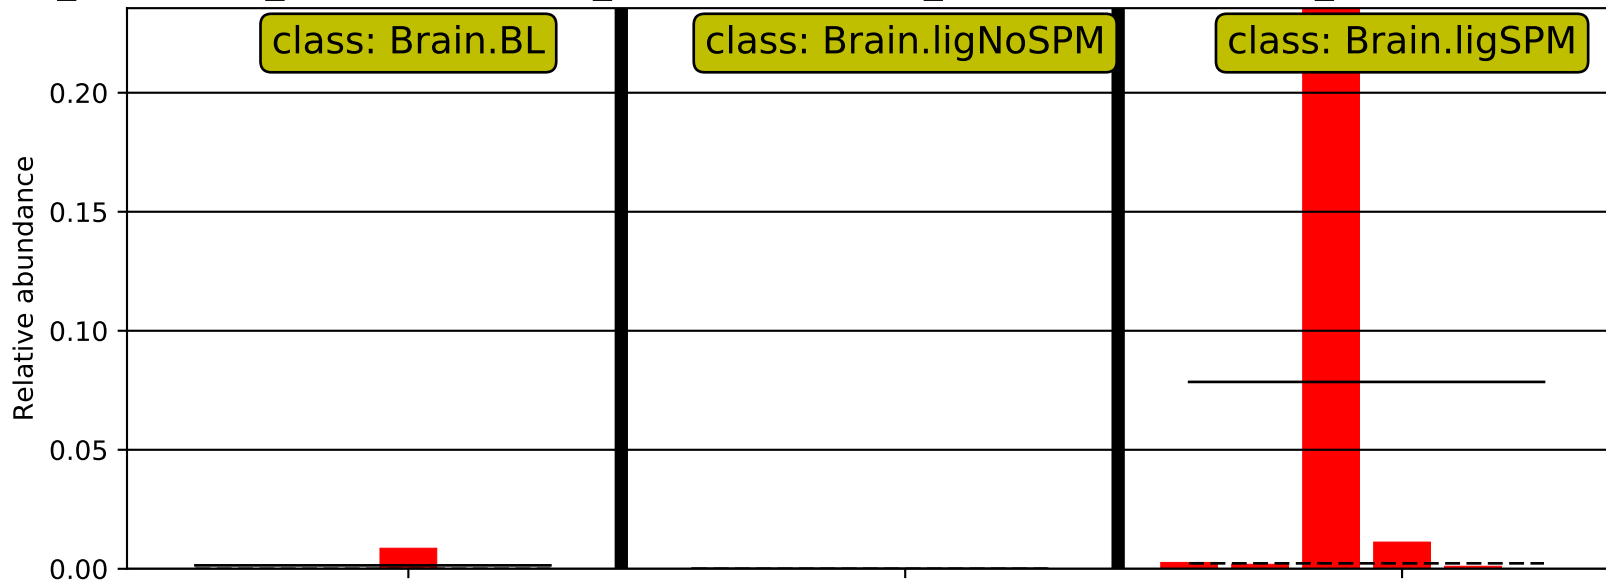 class: Brain.BL
class: Brain.ligNoSPM
class: Brain.ligSPM
0.20
0.15
0.10
0.05
0.00
Relative abundance